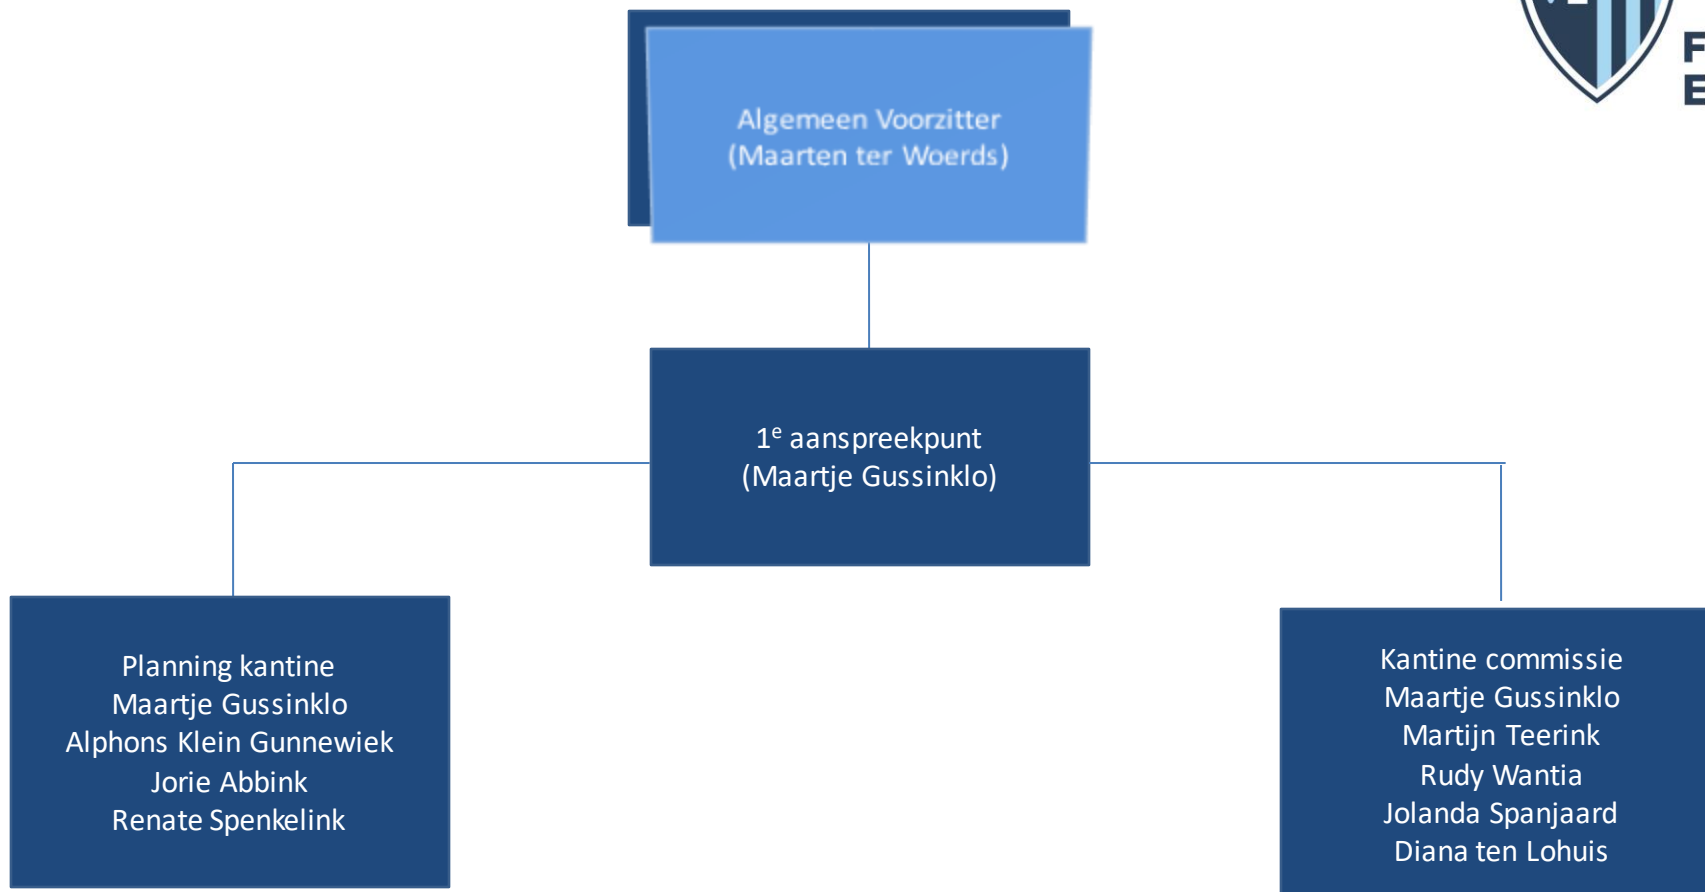 F
E
Algemeen Voorzitter
(Maarten ter Woerds)
1e aanspreekpunt
(Maartje Gussinklo)
Planning kantine
Maartje Gussinklo
Alphons Klein Gunnewiek
Jorie Abbink
Renate Spenkelink
Kantine commissie
Maartje Gussinklo
Martijn Teerink
Rudy Wantia
Jolanda Spanjaard
Diana ten Lohuis